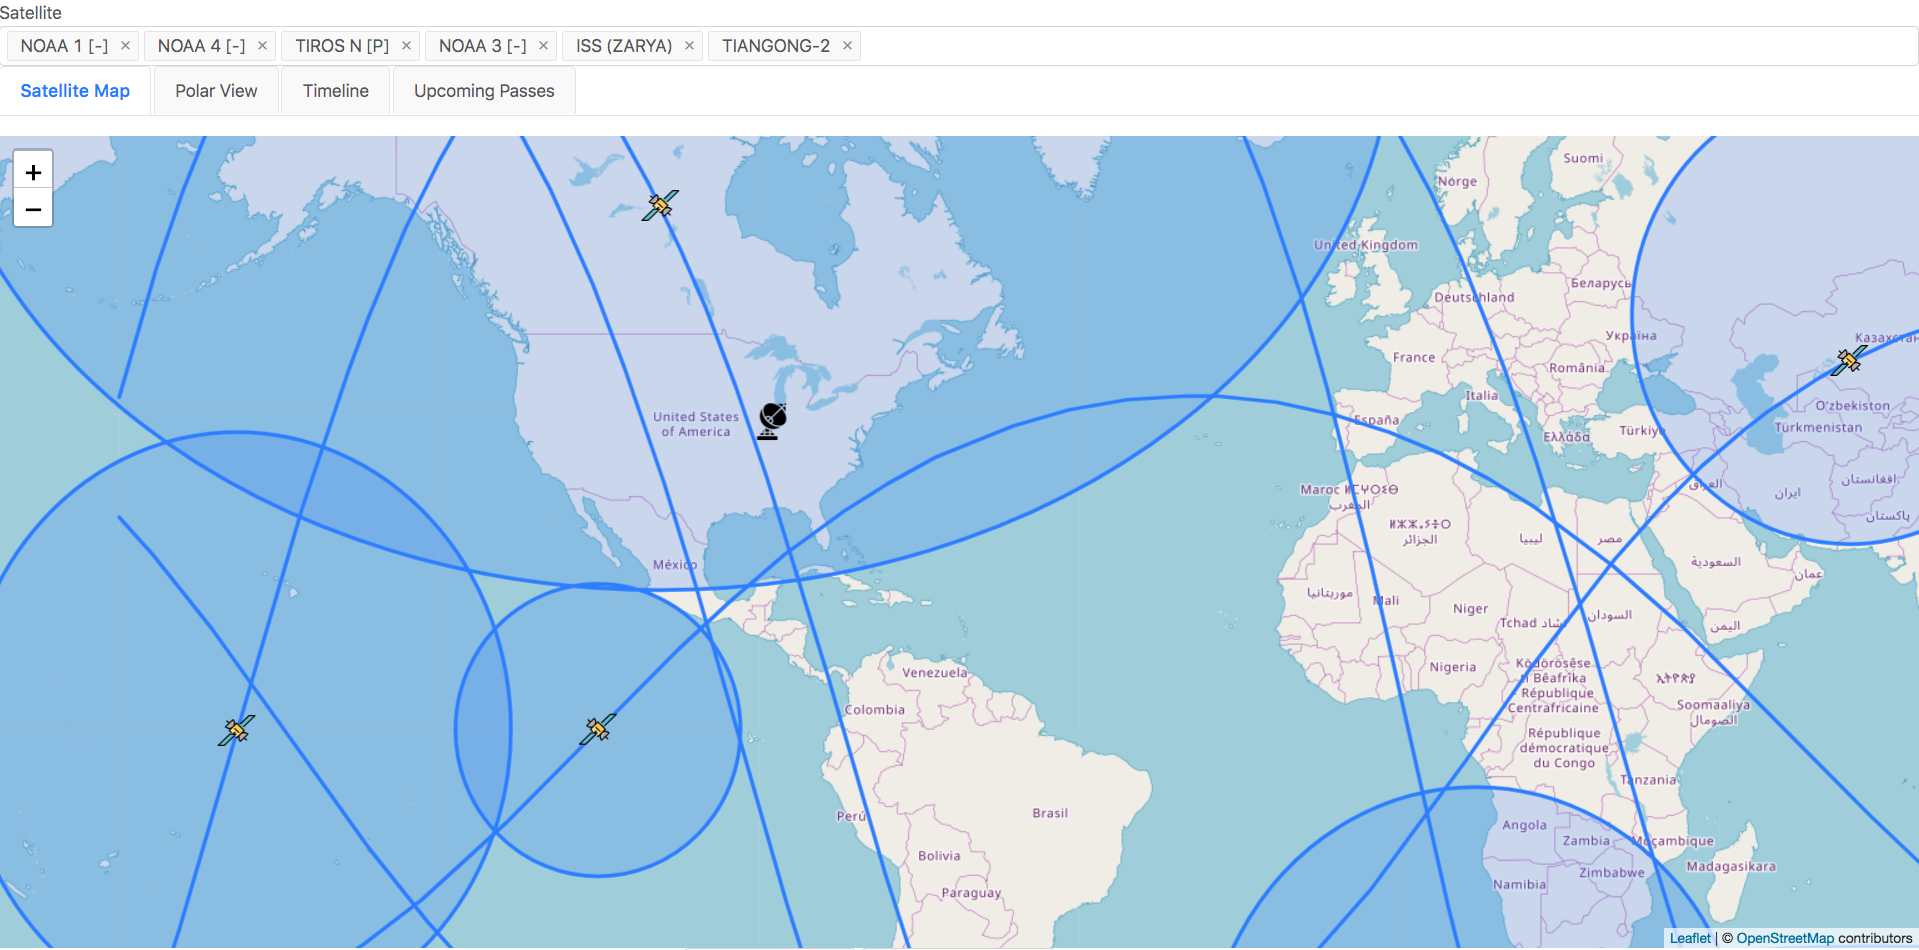 Satellite
NOAA 1 [-] ×
NOAA 4 [-] ×
TIROS N [P] ×
NOAA 3 [-] ×
ISS (ZARYA) ×
TIANGONG-2 ×
Satellite Map
Polar View
Timeline
Upcoming Passes
+
−
Suomi
Norge
United Kingdom
Беларусь
Deutschland
Україна
Казахстан
France
România
Italia
O'zbekiston
United States
of America
España
Ελλάδα
Türkiye
Türkmenistan
افغانستان
العراق
ایران
پاکستان
Maroc ⵍⵎⵖⵔⵉⴱ
المغرب
ⵍⵣⵣⴰⵢⴻⵔ
الجزائر
ليبيا
مصر
السعودية
عمان
México
موريتانيا
Mali
Niger
Tchad تشاد
السودان
اليمن
Venezuela
Nigeria
Ködörösêse
tî Bêafrîka
République
Centrafricaine
Soomaaliya
الصومال
Colombia
République
démocratique
du Congo
Tanzania
Perú
Brasil
Angola
Zambia
Moçambique
Bolivia
Zimbabwe
Madagasikara
Namibia
Paraguay
Leaflet | © OpenStreetMap contributors